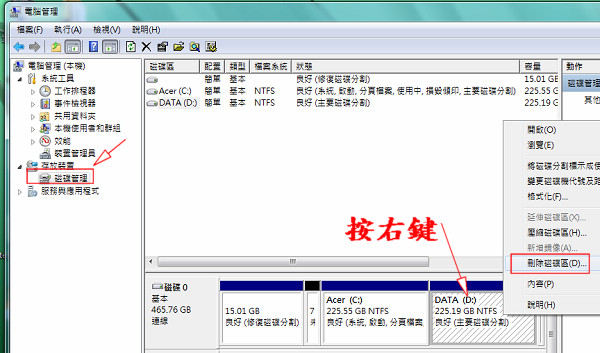 電腦管理
檔案(F) 執行(A) 檢視(V) 說明(H)
電腦管理 (本機)
系統工具
工作排程器
事件檢視器
共用資料夾
本機使用者和群組
效能
裝置管理員
存放裝置
磁碟管理
服務與應用程式
磁碟區 配置 類型 檔案系統 狀態 容量
簡單 基本 良好 (修復磁碟分割) 15.01 GB
Acer (C:) 簡單 基本 NTFS 良好 (系統, 啟動, 分頁檔案, 使用中, 損毀傾印, 主要磁碟分割) 225.55 G
DATA (D:) 簡單 基本 NTFS 良好 (主要磁碟分割) 225.19 G
動作
磁碟管理
其他
開啟(O)
瀏覽(E)
將磁碟分割標示成使
變更磁碟機代號及路
格式化(F)...
延伸磁碟區(X)...
壓縮磁碟區(H)...
新增鏡像(A)...
刪除磁碟區(D)...
內容(P)
說明(H)
按右鍵
磁碟 0
基本
465.76 GB
連線
15.01 GB
良好 (修復磁碟分割)
7
Acer (C:)
225.55 GB NTFS
良好 (系統, 啟動, 分頁檔案
DATA (D:)
225.19 GB NTFS
良好 (主要磁碟分割)